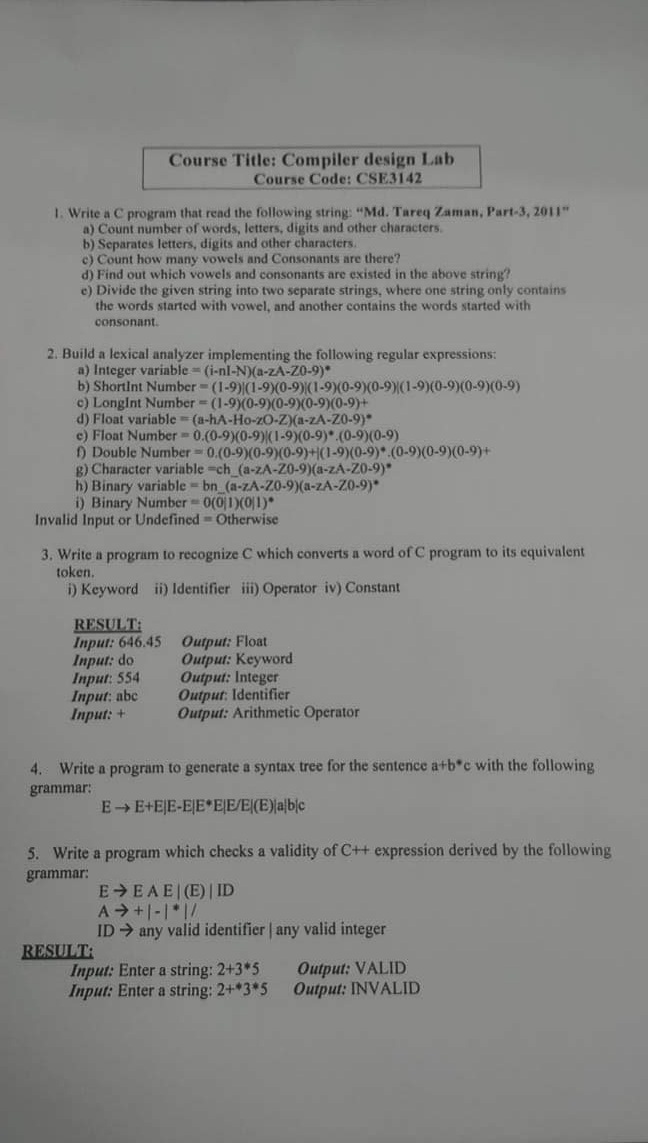 Course Title: Compiler design Lab
Course Code: CSE3142
1. Write a C program that read the following string: “Md. Tareq Zaman, Part-3, 2011”
a) Count number of words, letters, digits and other characters.
b) Separates letters, digits and other characters.
c) Count how many vowels and Consonants are there?
d) Find out which vowels and consonants are existed in the above string?
e) Divide the given string into two separate strings, where one string only contains
the words started with vowel, and another contains the words started with
consonant.
2. Build a lexical analyzer implementing the following regular expressions:
a) Integer variable = (i-nI-N)(a-zA-Z0-9)*
b) ShortInt Number = (1-9)|(1-9)(0-9)|(1-9)(0-9)(0-9)|(1-9)(0-9)(0-9)(0-9)
c) LongInt Number = (1-9)(0-9)(0-9)(0-9)(0-9)+
d) Float variable = (a-hA-Ho-zO-Z)(a-zA-Z0-9)*
e) Float Number = 0.(0-9)(0-9)|(1-9)(0-9)*.(0-9)(0-9)
f) Double Number = 0.(0-9)(0-9)(0-9)+|(1-9)(0-9)*.(0-9)(0-9)(0-9)+
g) Character variable =ch_(a-zA-Z0-9)(a-zA-Z0-9)*
h) Binary variable = bn_(a-zA-Z0-9)(a-zA-Z0-9)*
i) Binary Number = 0(0|1)(0|1)*
Invalid Input or Undefined = Otherwise
3. Write a program to recognize C which converts a word of C program to its equivalent
token.
i) Keyword ii) Identifier iii) Operator iv) Constant
RESULT:
Input: 646.45 Output: Float
Input: do Output: Keyword
Input: 554 Output: Integer
Input: abc Output: Identifier
Input: + Output: Arithmetic Operator
4. Write a program to generate a syntax tree for the sentence a+b*c with the following
grammar:
E → E+E|E-E|E*E|E/E|(E)|a|b|c
5. Write a program which checks a validity of C++ expression derived by the following
grammar:
E → E A E | (E) | ID
A → + | - | * | /
ID → any valid identifier | any valid integer
RESULT:
Input: Enter a string: 2+3*5 Output: VALID
Input: Enter a string: 2+*3*5 Output: INVALID